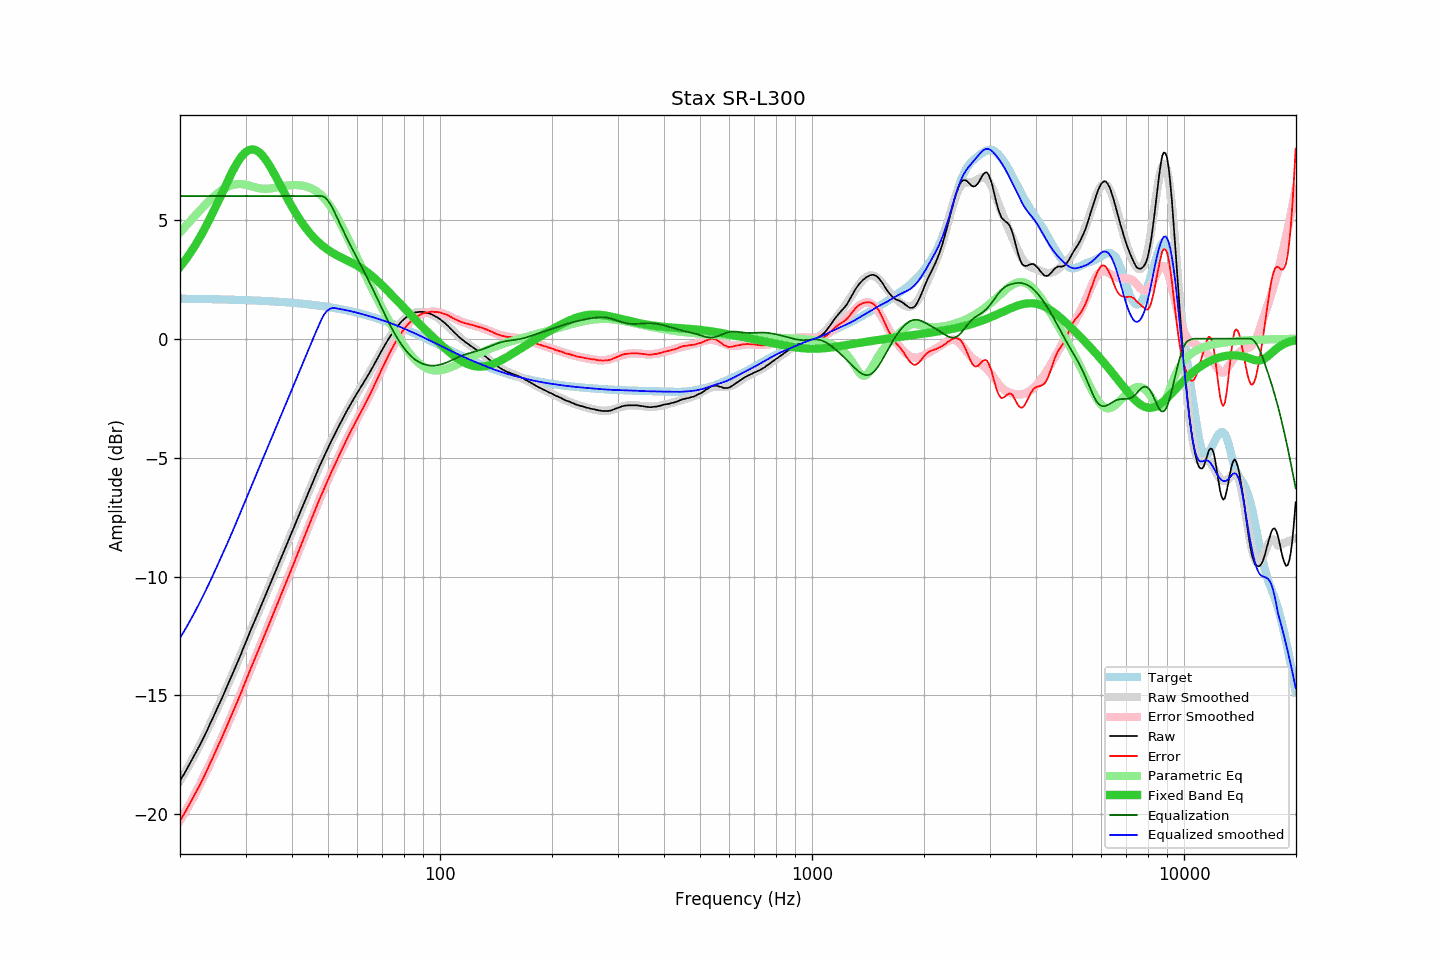 Stax SR-L300
5
0
−5
−10
−15
−20
Amplitude (dBr)
100
1000
10000
Frequency (Hz)
Target
Raw Smoothed
Error Smoothed
Raw
Error
Parametric Eq
Fixed Band Eq
Equalization
Equalized smoothed